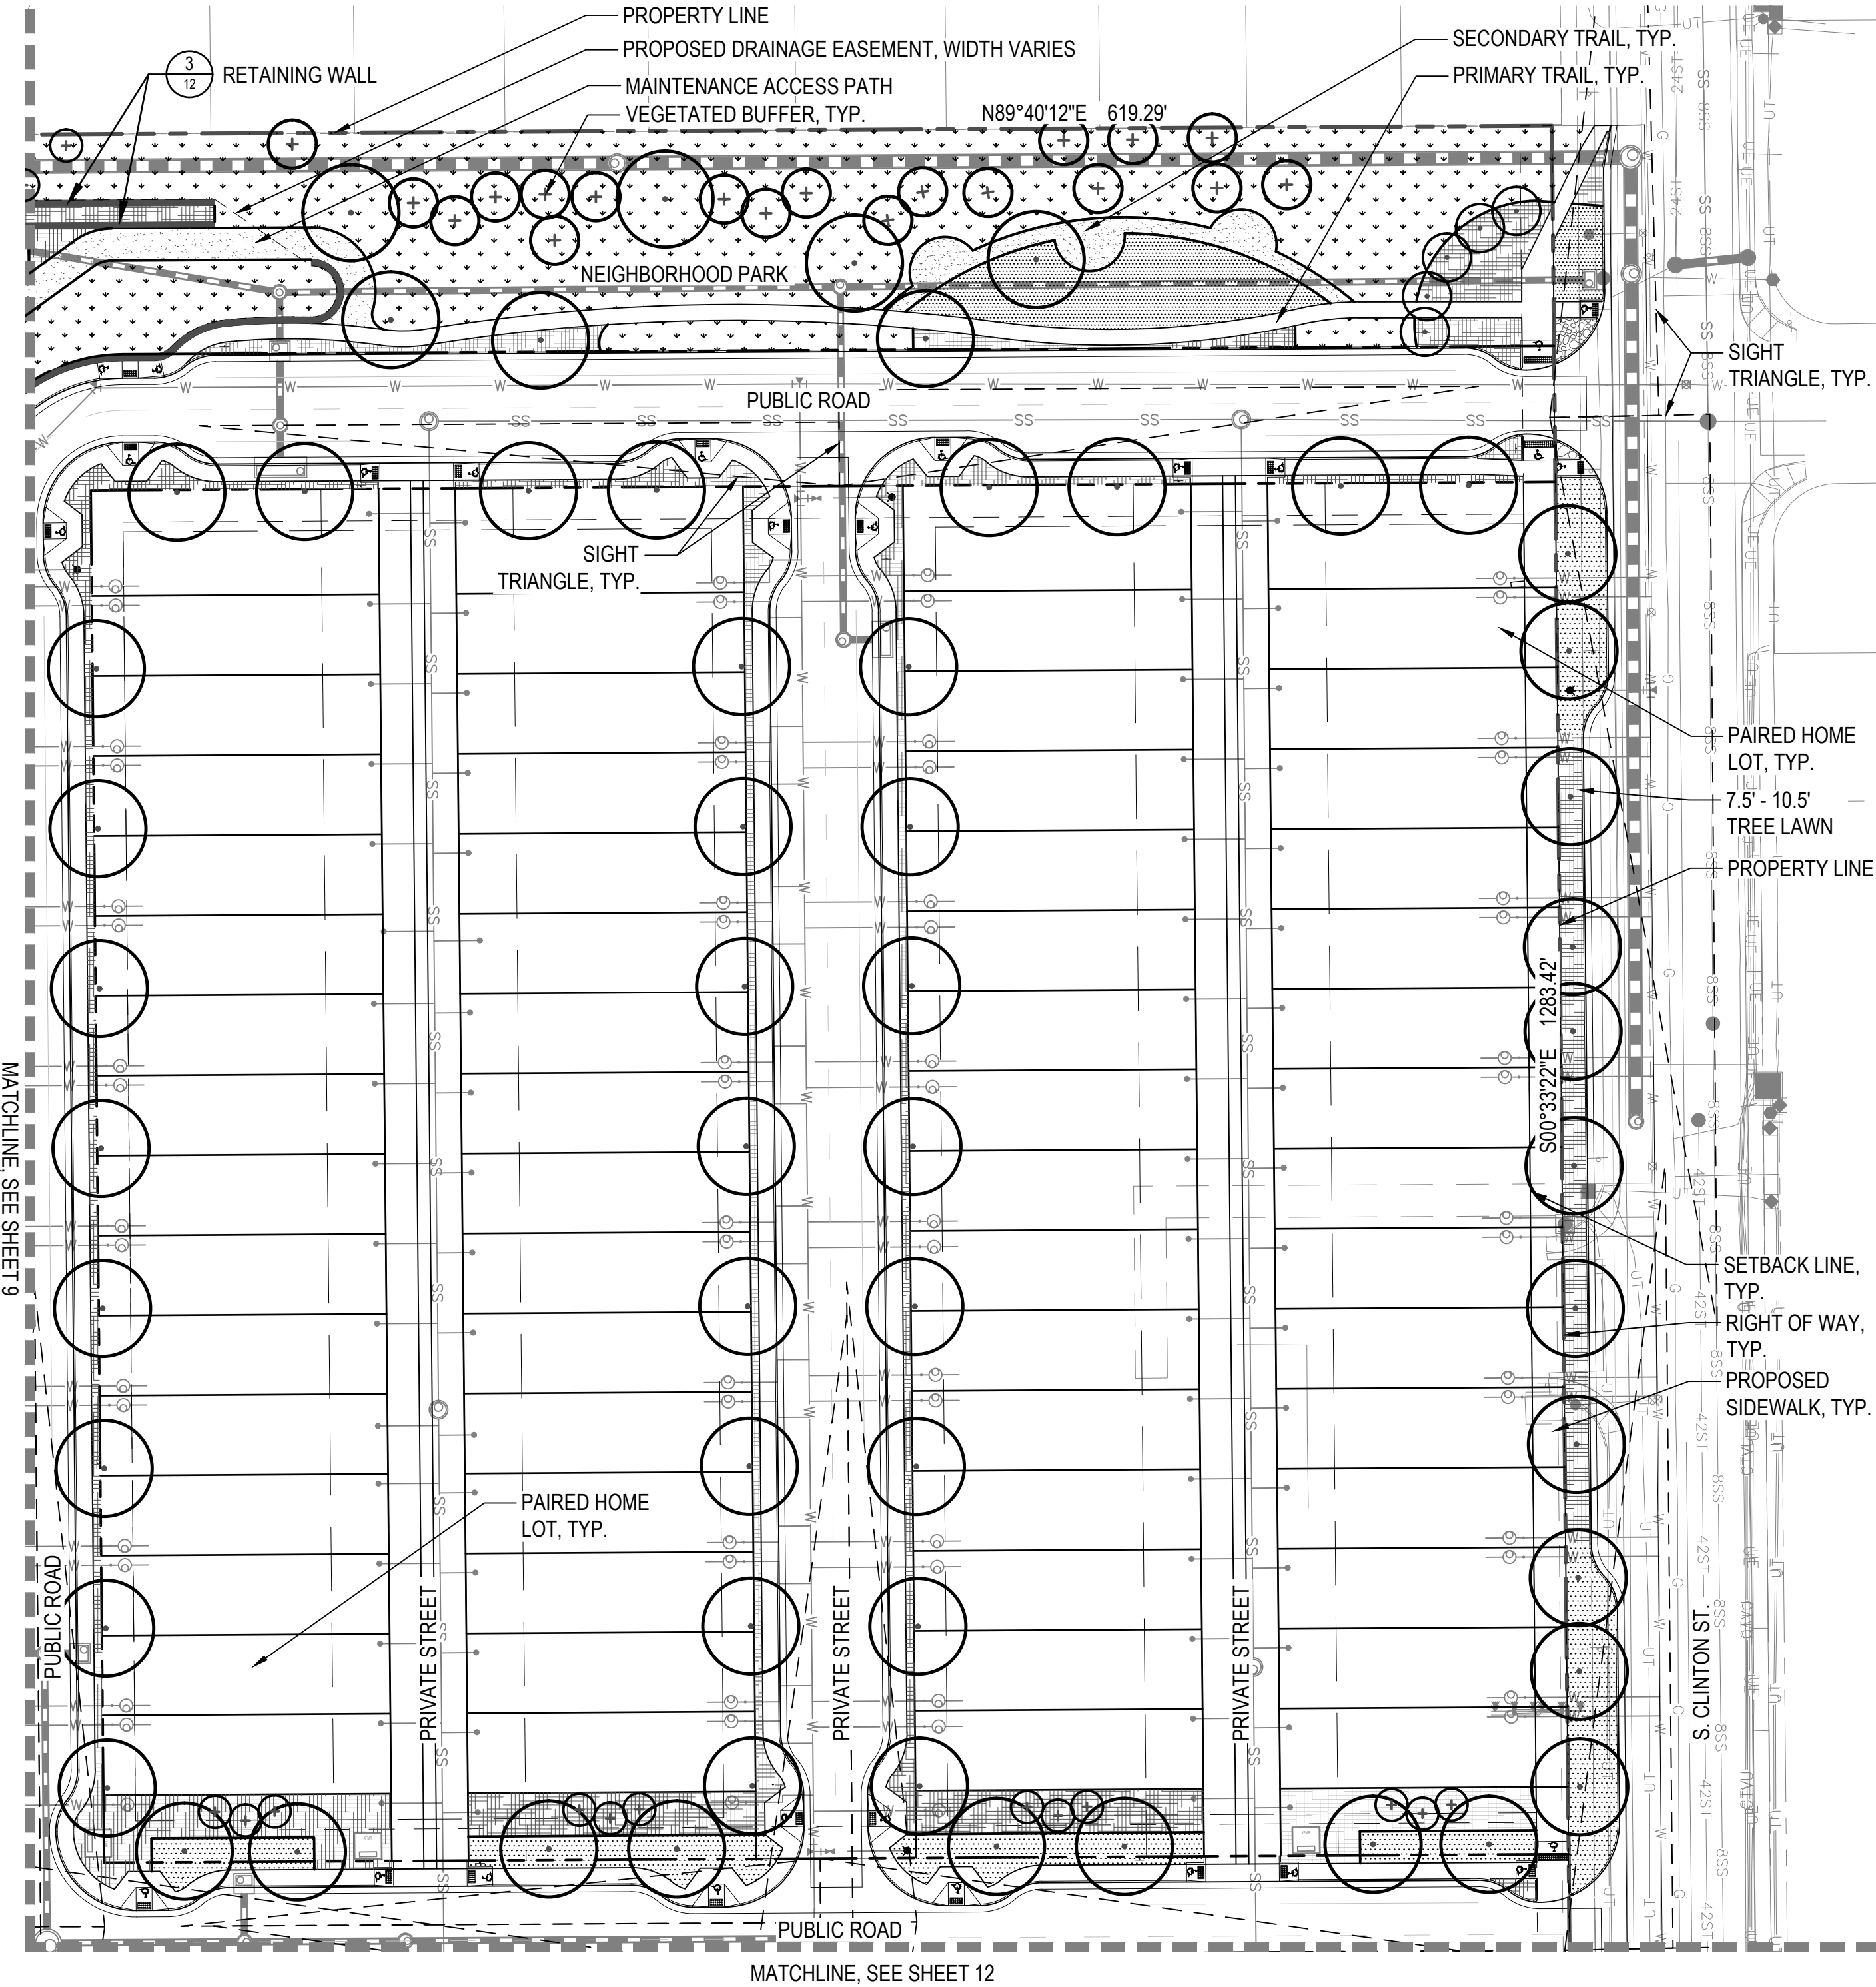 PROPERTY LINE
PROPOSED DRAINAGE EASEMENT, WIDTH VARIES
MAINTENANCE ACCESS PATH
VEGETATED BUFFER, TYP.
3
12
RETAINING WALL
N89°40'12"E 619.29'
SECONDARY TRAIL, TYP.
PRIMARY TRAIL, TYP.
NEIGHBORHOOD PARK
SIGHT
TRIANGLE, TYP.
PUBLIC ROAD
SIGHT
TRIANGLE, TYP.
PAIRED HOME
LOT, TYP.
7.5' - 10.5'
TREE LAWN
PROPERTY LINE
S00°33'22"E 1283.42'
MATCHLINE, SEE SHEET 9
SETBACK LINE,
TYP.
RIGHT OF WAY,
TYP.
PROPOSED
SIDEWALK, TYP.
PAIRED HOME
LOT, TYP.
PUBLIC ROAD
PRIVATE STREET
PRIVATE STREET
PRIVATE STREET
S. CLINTON ST.
PUBLIC ROAD
MATCHLINE, SEE SHEET 12